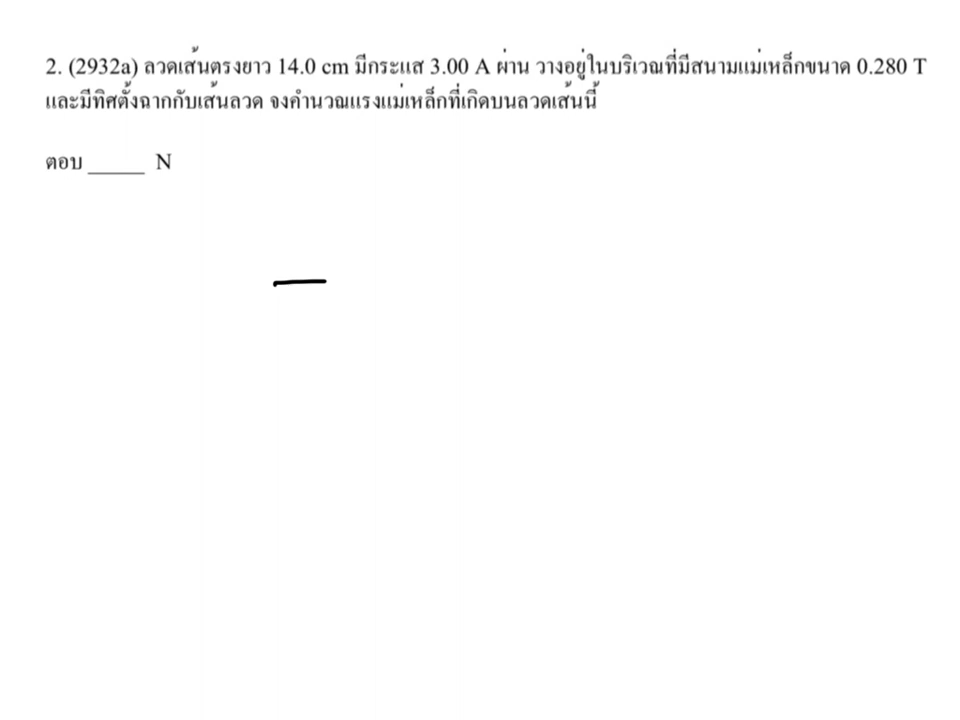 2. (2932a) ลวดเส้นตรงยาว 14.0 cm มีกระแส 3.00 A ผ่าน วางอยู่ในบริเวณที่มีสนามแม่เหล็กขนาด 0.280 T
และมีทิศตั้งฉากกับเส้นลวด จงคำนวณแรงแม่เหล็กที่เกิดบนลวดเส้นนี้
ตอบ _____ N